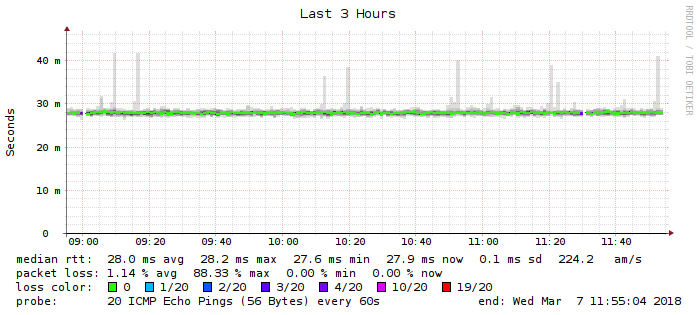 Last 3 Hours
RRDTOOL / TOBI OETIKER
Seconds
40 m
30 m
20 m
10 m
0
09:00 09:20 09:40 10:00 10:20 10:40 11:00 11:20 11:40
median rtt: 28.0 ms avg 28.2 ms max 27.6 ms min 27.9 ms now 0.1 ms sd 224.2 am/s
packet loss: 1.14 % avg 88.33 % max 0.00 % min 0.00 % now
loss color: 0 1/20 2/20 3/20 4/20 10/20 19/20
probe: 20 ICMP Echo Pings (56 Bytes) every 60s end: Wed Mar 7 11:55:04 2018